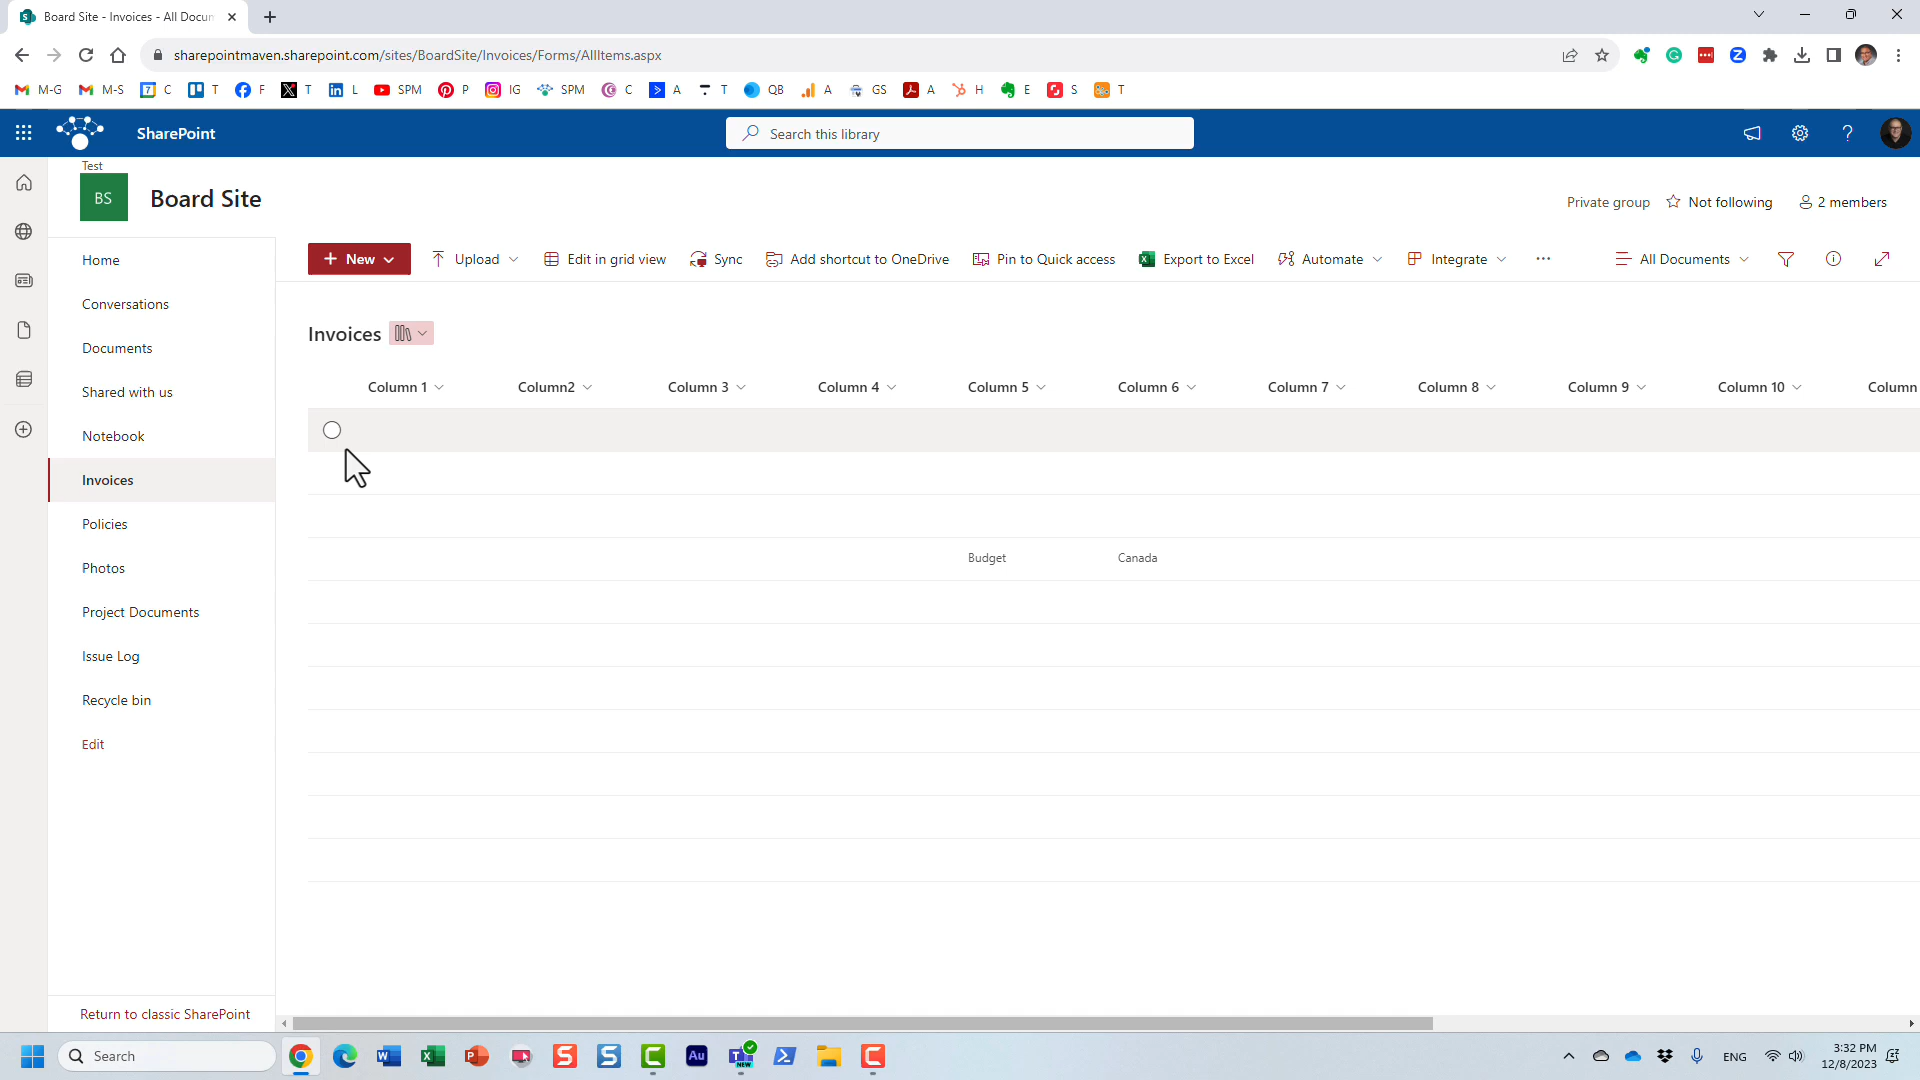 Board Site - Invoices - All Docum
sharepointmaven.sharepoint.com/sites/BoardSite/Invoices/Forms/AllItems.aspx
M-G M-S C T F T L SPM P IG SPM C A T QB A GS A H E S T
SharePoint
Search this library
Test
BS
Board Site
Private group
Not following
2 members
Home
Conversations
Documents
Shared with us
Notebook
Invoices
Policies
Photos
Project Documents
Issue Log
Recycle bin
Edit
Return to classic SharePoint
New Upload Edit in grid view Sync Add shortcut to OneDrive Pin to Quick access Export to Excel Automate Integrate ··· All Documents
Invoices
Column 1 Column2 Column 3 Column 4 Column 5 Column 6 Column 7 Column 8 Column 9 Column 10 Column
Budget Canada
Search
ENG
3:32 PM
12/8/2023